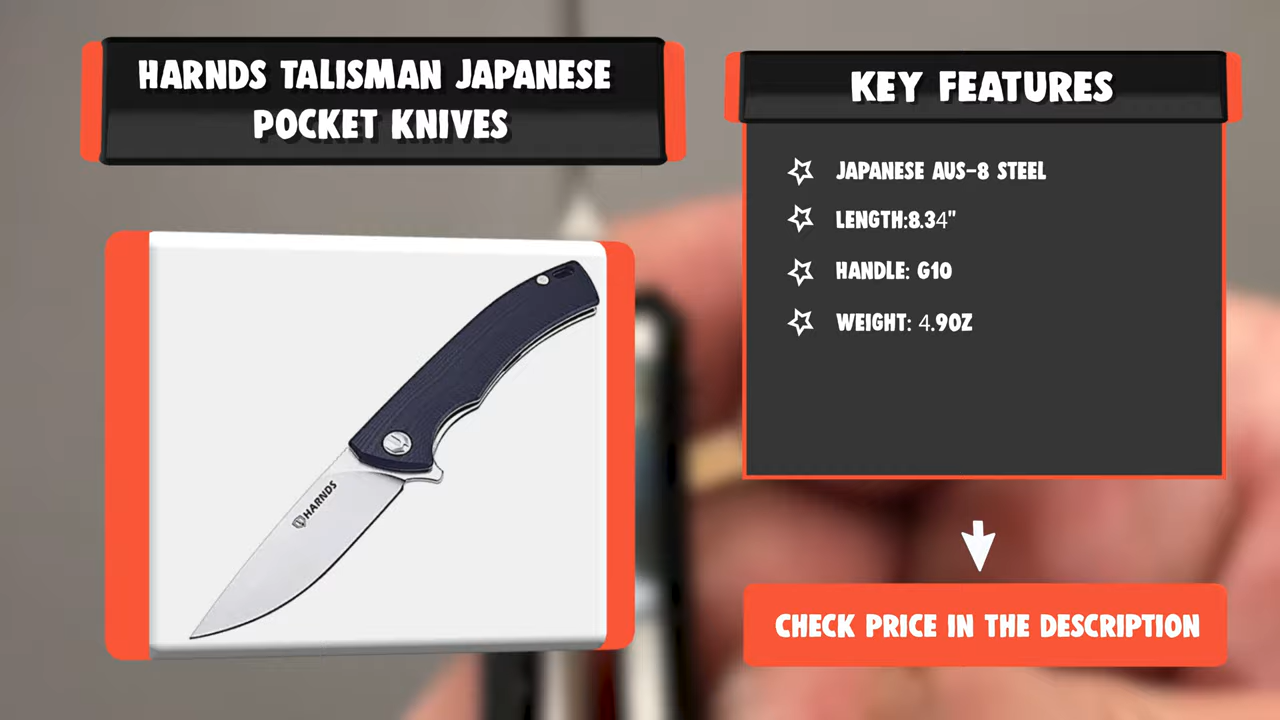 HARNDS TALISMAN JAPANESE
POCKET KNIVES
HARNDS
KEY FEATURES
JAPANESE AUS-8 STEEL
LENGTH:8.34"
HANDLE: G10
WEIGHT: 4.9OZ
CHECK PRICE IN THE DESCRIPTION